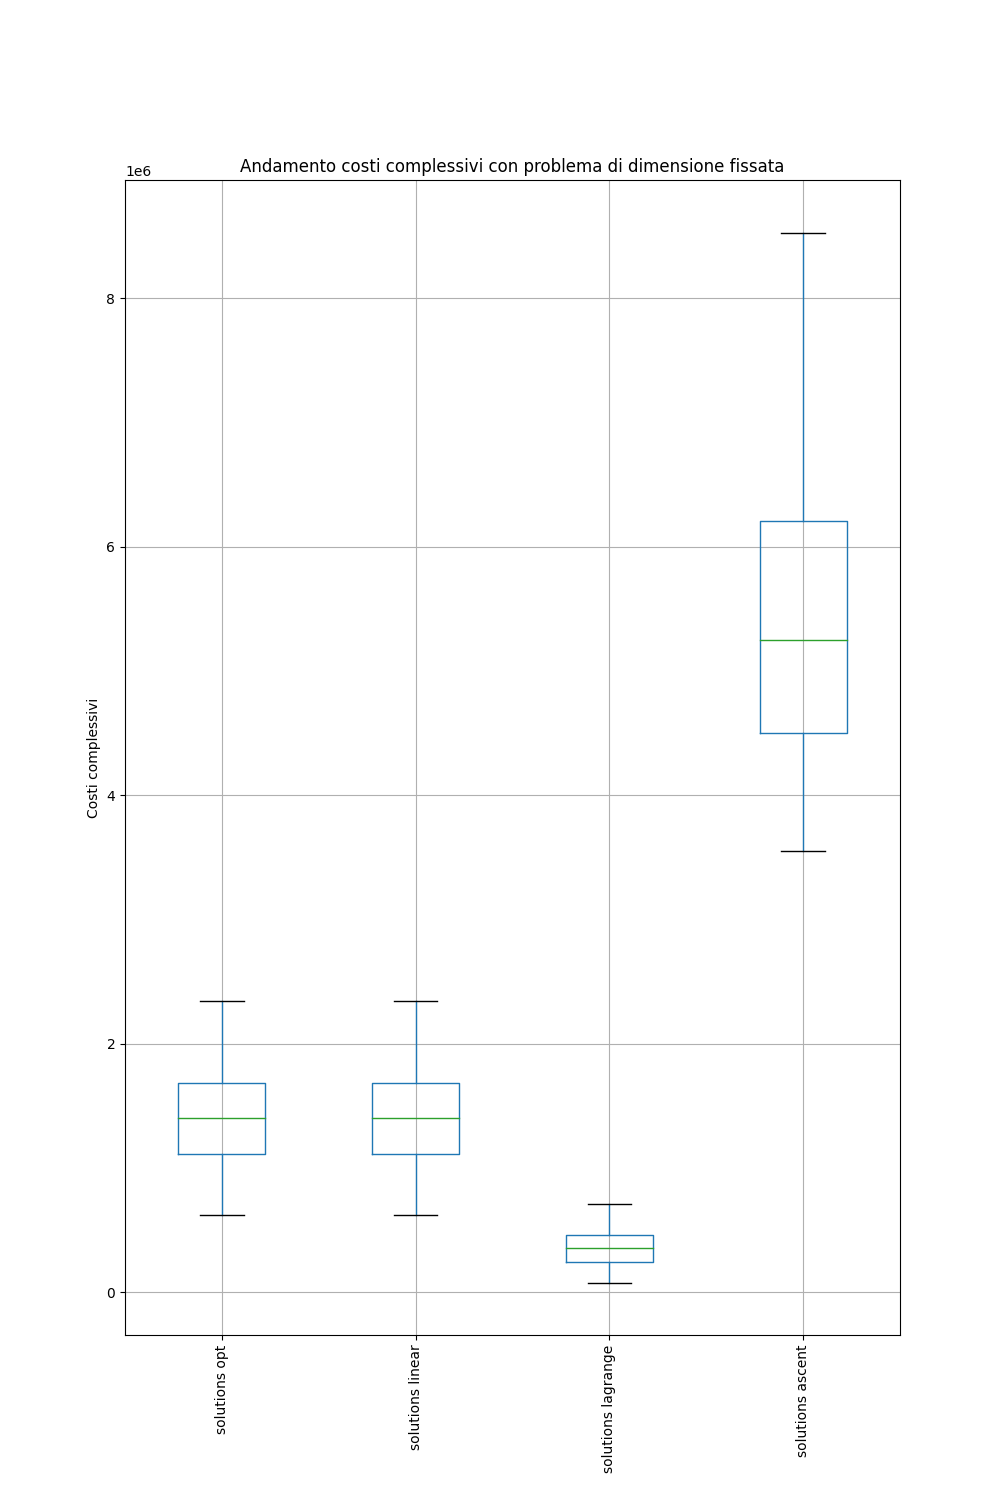 Andamento costi complessivi con problema di dimensione fissata
1e6
8
6
4
2
0
Costi complessivi
solutions opt
solutions linear
solutions lagrange
solutions ascent